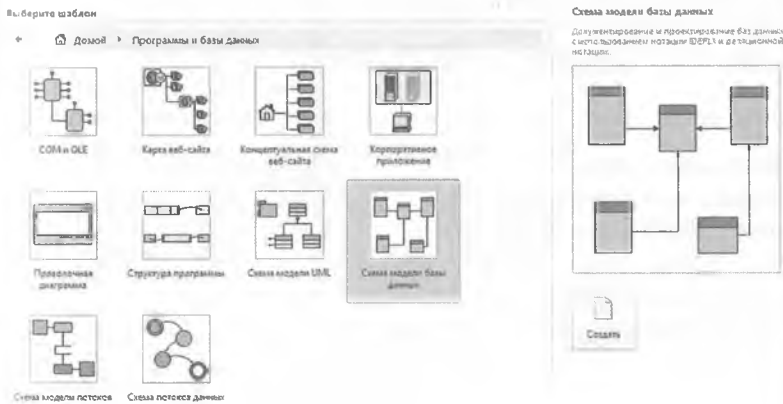 Выберите шаблон
Домой Программы и базы данных
COM и OLE
Карта веб-сайта
Концептуальная схема
веб-сайта
Корпоративное
приложение
Проволочная
диаграмма
Структура программы
Схема модели UML
Схема модели базы
данных
Схема модели потоков
Схема потоков данных
Схема модели базы данных
Документирование и проектирование баз данных
с использованием нотации IDEF1X и реляционной
нотации.
Создать